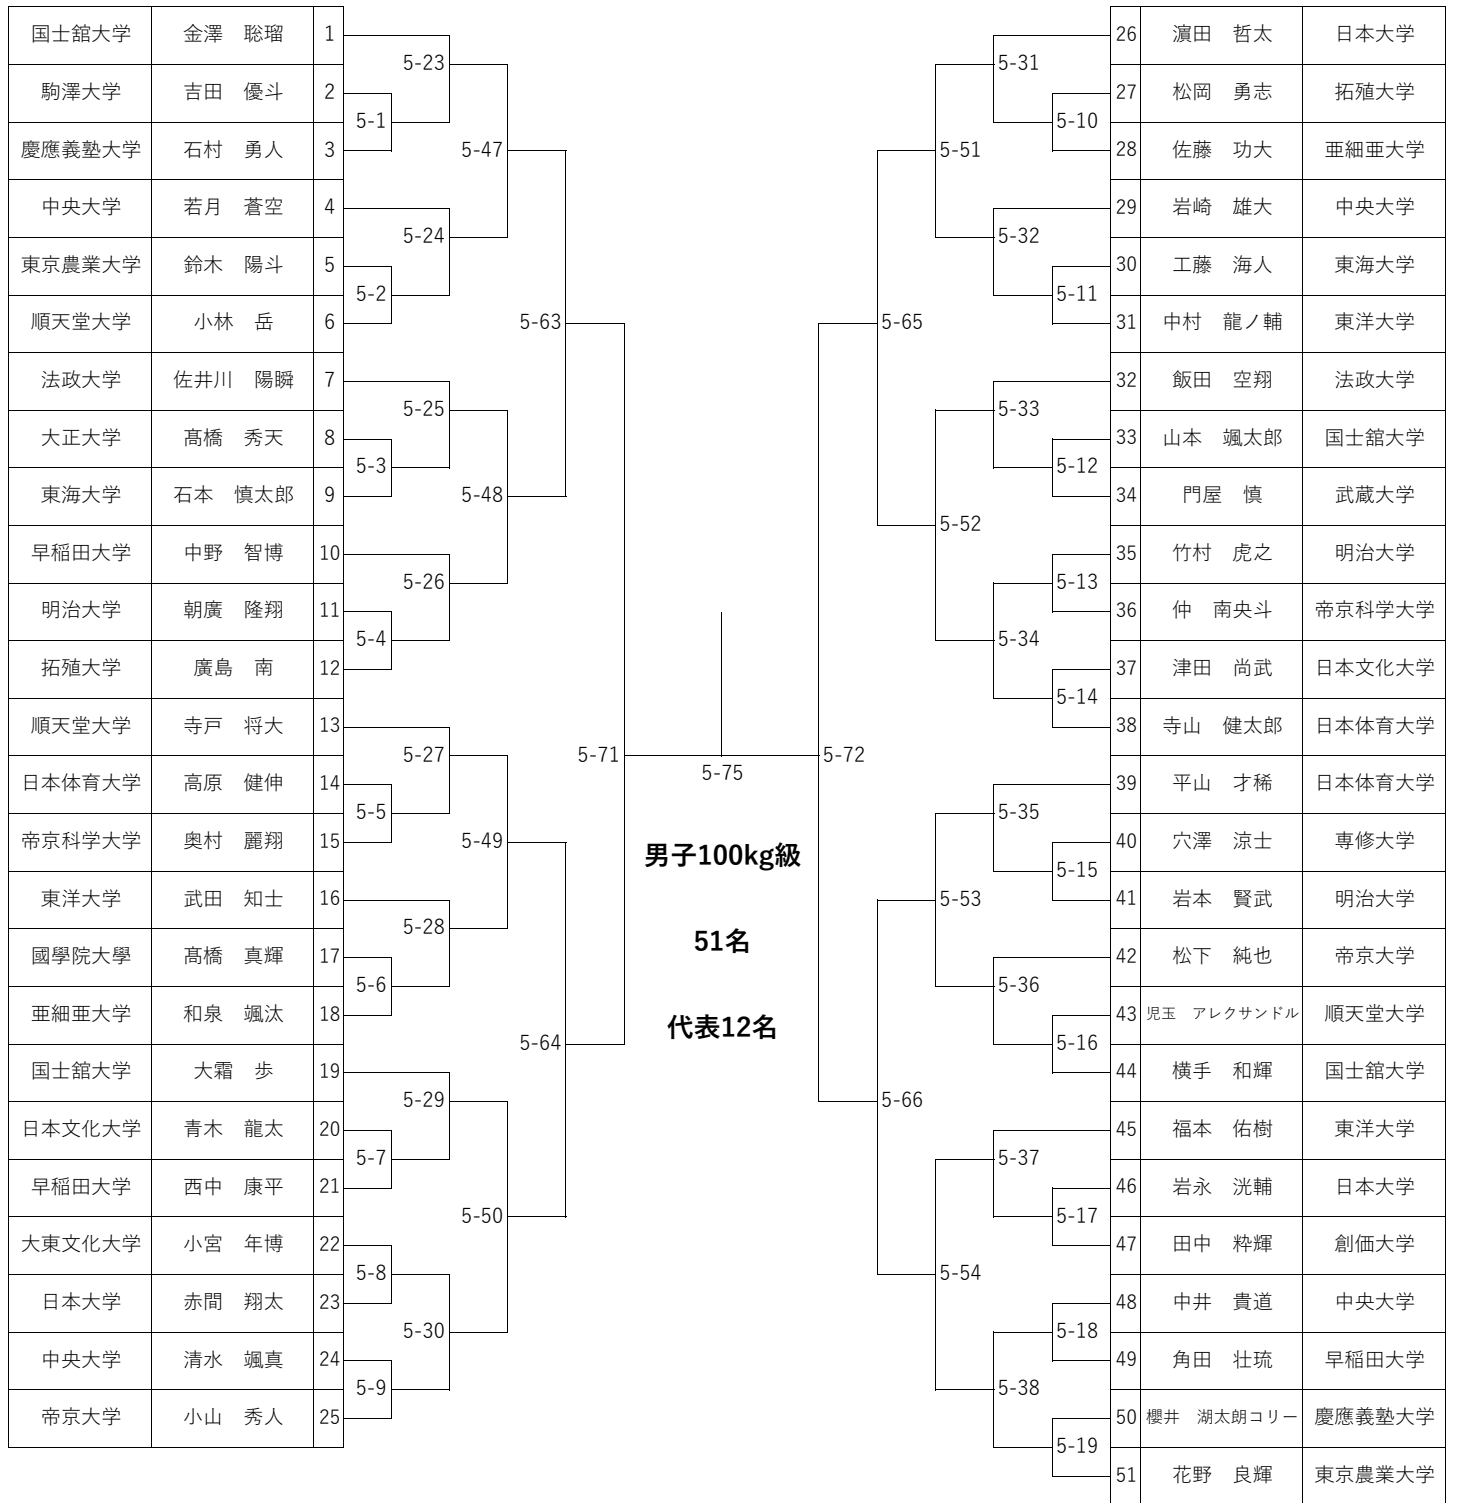 国士舘大学 金澤　聡瑠 1
駒澤大学 吉田　優斗 2
慶應義塾大学 石村　勇人 3
中央大学 若月　蒼空 4
東京農業大学 鈴木　陽斗 5
順天堂大学 小林　岳 6
法政大学 佐井川　陽瞬 7
大正大学 髙橋　秀天 8
東海大学 石本　慎太郎 9
早稲田大学 中野　智博 10
明治大学 朝廣　隆翔 11
拓殖大学 廣島　南 12
順天堂大学 寺戸　将大 13
日本体育大学 高原　健伸 14
帝京科学大学 奥村　麗翔 15
東洋大学 武田　知士 16
國學院大學 髙橋　真輝 17
亜細亜大学 和泉　颯汰 18
国士舘大学 大霜　歩 19
日本文化大学 青木　龍太 20
早稲田大学 西中　康平 21
大東文化大学 小宮　年博 22
日本大学 赤間　翔太 23
中央大学 清水　颯真 24
帝京大学 小山　秀人 25
5-1
5-2
5-3
5-4
5-5
5-6
5-7
5-8
5-9
5-23
5-24
5-25
5-26
5-27
5-28
5-29
5-30
5-47
5-48
5-49
5-50
5-63
5-64
5-71
5-75
男子100kg級
51名
代表12名
5-72
5-65
5-66
5-51
5-52
5-53
5-54
5-31
5-32
5-33
5-34
5-35
5-36
5-37
5-38
5-10
5-11
5-12
5-13
5-14
5-15
5-16
5-17
5-18
5-19
26 濵田　哲太 日本大学
27 松岡　勇志 拓殖大学
28 佐藤　功大 亜細亜大学
29 岩崎　雄大 中央大学
30 工藤　海人 東海大学
31 中村　龍ノ輔 東洋大学
32 飯田　空翔 法政大学
33 山本　颯太郎 国士舘大学
34 門屋　慎 武蔵大学
35 竹村　虎之 明治大学
36 仲　南央斗 帝京科学大学
37 津田　尚武 日本文化大学
38 寺山　健太郎 日本体育大学
39 平山　才稀 日本体育大学
40 穴澤　涼士 専修大学
41 岩本　賢武 明治大学
42 松下　純也 帝京大学
43 児玉　アレクサンドル 順天堂大学
44 横手　和輝 国士舘大学
45 福本　佑樹 東洋大学
46 岩永　洸輔 日本大学
47 田中　粋輝 創価大学
48 中井　貴道 中央大学
49 角田　壮琉 早稲田大学
50 櫻井　湖太朗コリー 慶應義塾大学
51 花野　良輝 東京農業大学